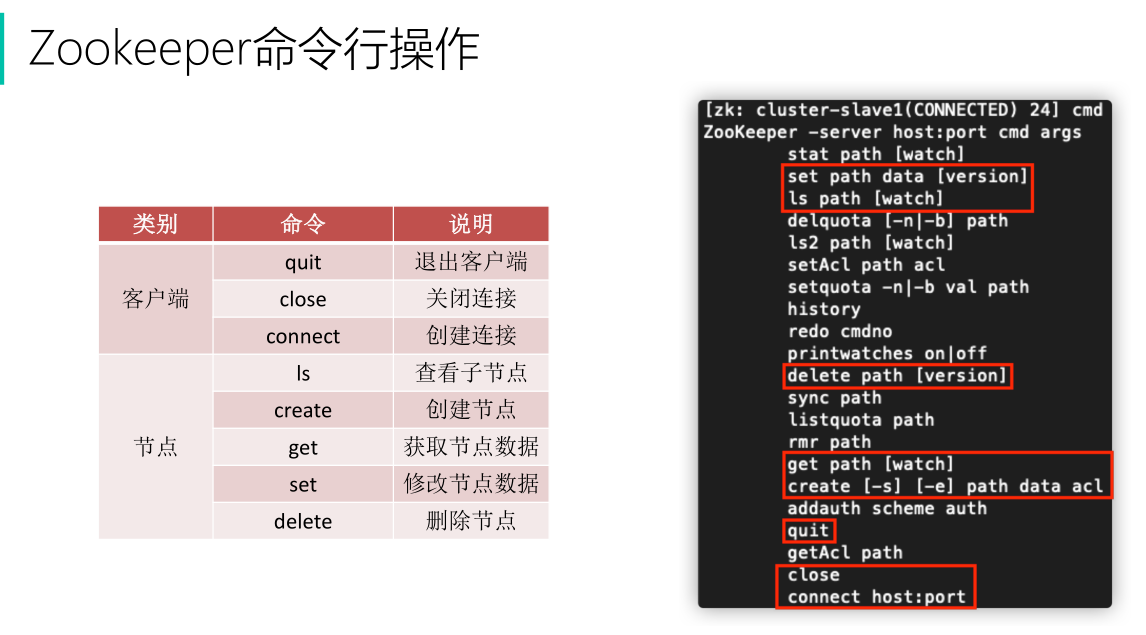 Zookeeper命令行操作
类别 命令 说明
客户端 quit 退出客户端
close 关闭连接
connect 创建连接
节点 ls 查看子节点
create 创建节点
get 获取节点数据
set 修改节点数据
delete 删除节点
[zk: cluster-slave1(CONNECTED) 24] cmd
ZooKeeper -server host:port cmd args
stat path [watch]
set path data [version]
ls path [watch]
delquota [-n|-b] path
ls2 path [watch]
setAcl path acl
setquota -n|-b val path
history
redo cmdno
printwatches on|off
delete path [version]
sync path
listquota path
rmr path
get path [watch]
create [-s] [-e] path data acl
addauth scheme auth
quit
getAcl path
close
connect host:port